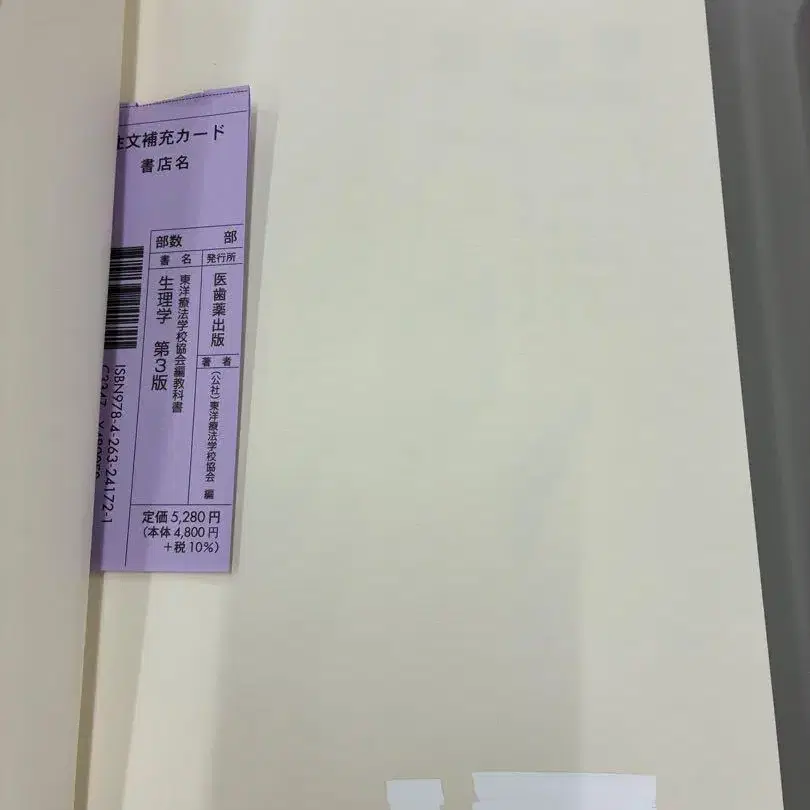 文補充カード
書店名
部数 部
書名
東洋療法学校協会編教科書
生理学 第3版
発行所
医歯薬出版
著者
(公社)東洋療法学校協会 編
ISBN978-4-263-24172-1
定価5,280円
(本体4,800円
+税10%)